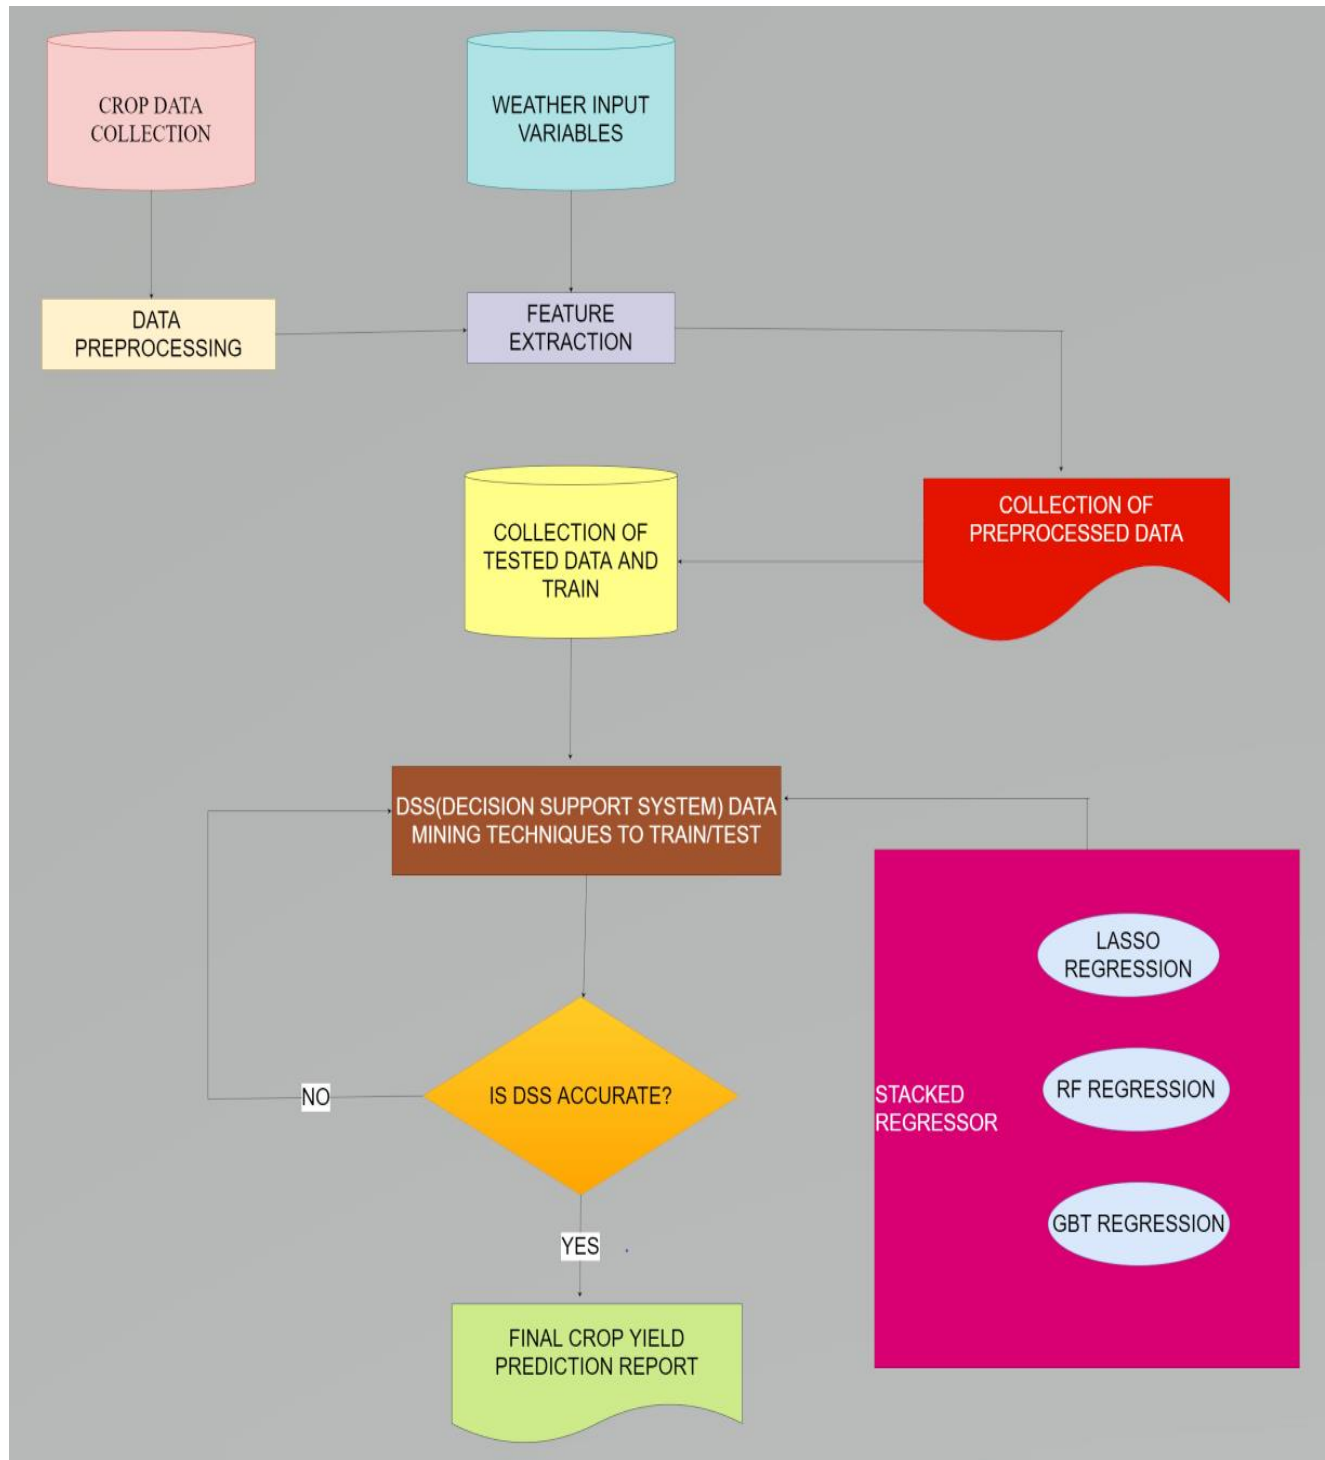 CROP DATA
COLLECTION
WEATHER INPUT
VARIABLES
DATA
PREPROCESSING
FEATURE
EXTRACTION
COLLECTION OF
PREPROCESSED DATA
COLLECTION OF
TESTED DATA AND
TRAIN
DSS(DECISION SUPPORT SYSTEM) DATA
MINING TECHNIQUES TO TRAIN/TEST
LASSO
REGRESSION
RF REGRESSION
STACKED
REGRESSOR
GBT REGRESSION
IS DSS ACCURATE?
NO
YES
FINAL CROP YIELD
PREDICTION REPORT